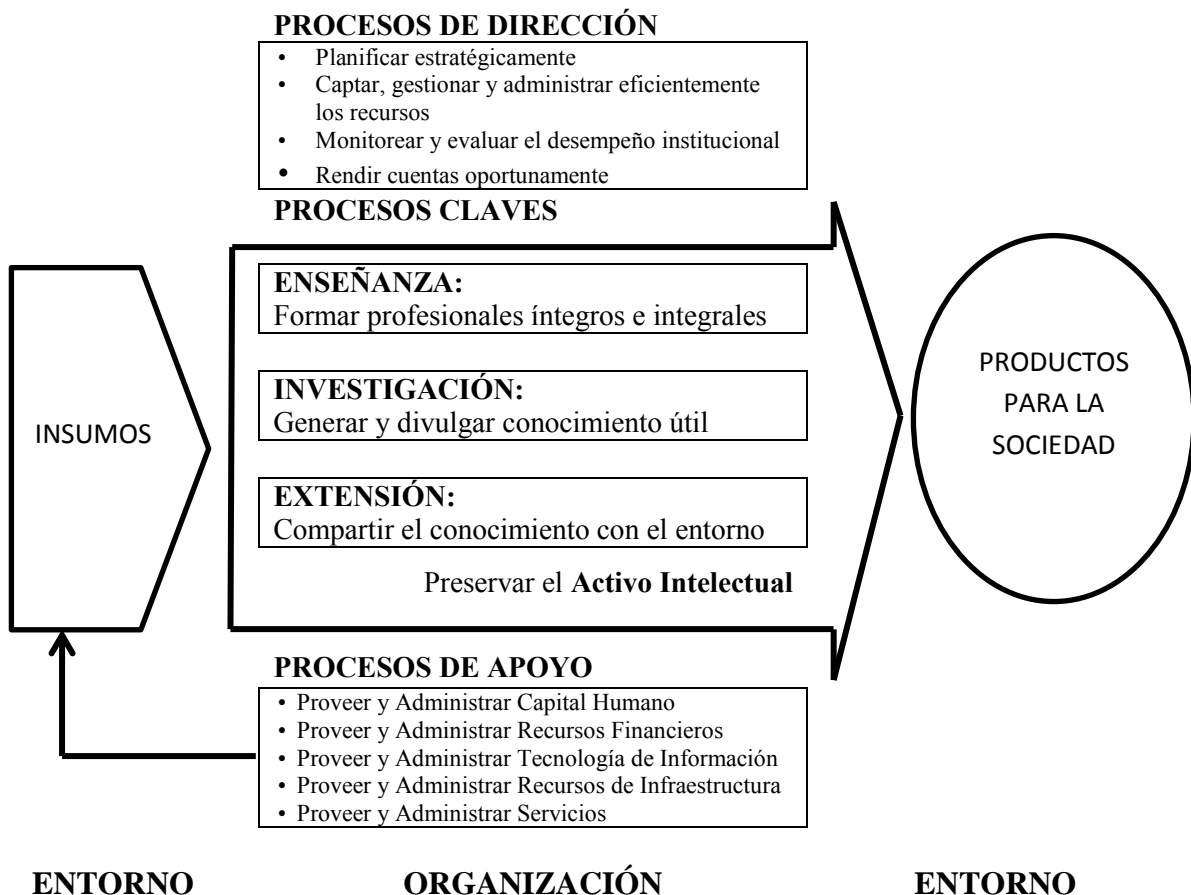 PROCESOS DE DIRECCIÓN
• Planificar estratégicamente
• Captar, gestionar y administrar eficientemente
los recursos
• Monitorear y evaluar el desempeño institucional
• Rendir cuentas oportunamente
PROCESOS CLAVES
ENSEÑANZA:
Formar profesionales íntegros e integrales
INVESTIGACIÓN:
Generar y divulgar conocimiento útil
EXTENSIÓN:
Compartir el conocimiento con el entorno
Preservar el Activo Intelectual
INSUMOS
PRODUCTOS
PARA LA
SOCIEDAD
PROCESOS DE APOYO
• Proveer y Administrar Capital Humano
• Proveer y Administrar Recursos Financieros
• Proveer y Administrar Tecnología de Información
• Proveer y Administrar Recursos de Infraestructura
• Proveer y Administrar Servicios
ENTORNO
ORGANIZACIÓN
ENTORNO